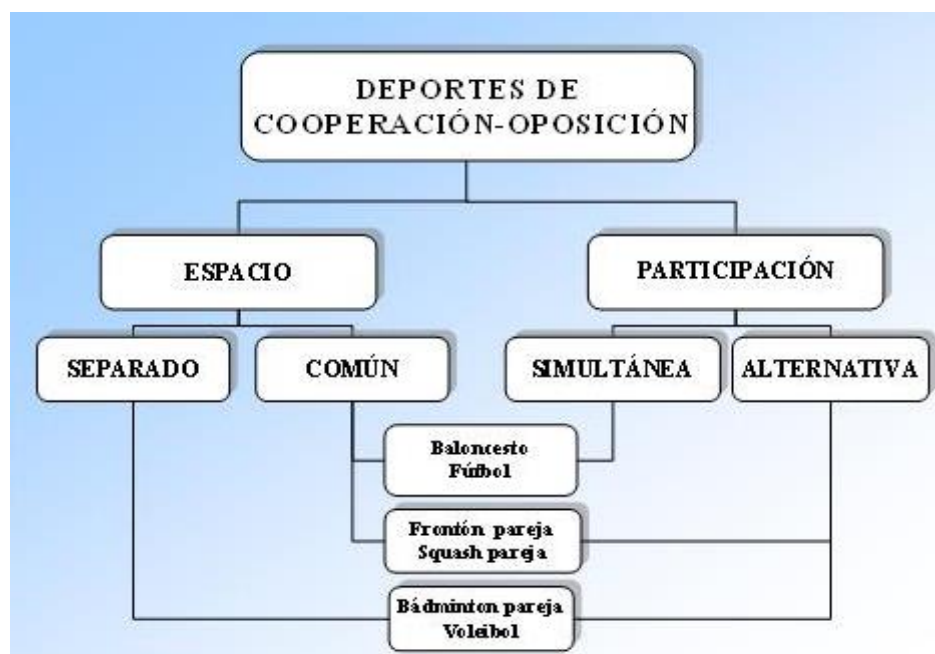 DEPORTES DE
COOPERACIÓN-OPOSICIÓN
ESPACIO
PARTICIPACIÓN
SEPARADO
COMÚN
SIMULTÁNEA
ALTERNATIVA
Baloncesto
Fútbol
Frontón pareja
Squash pareja
Bádminton pareja
Voleibol